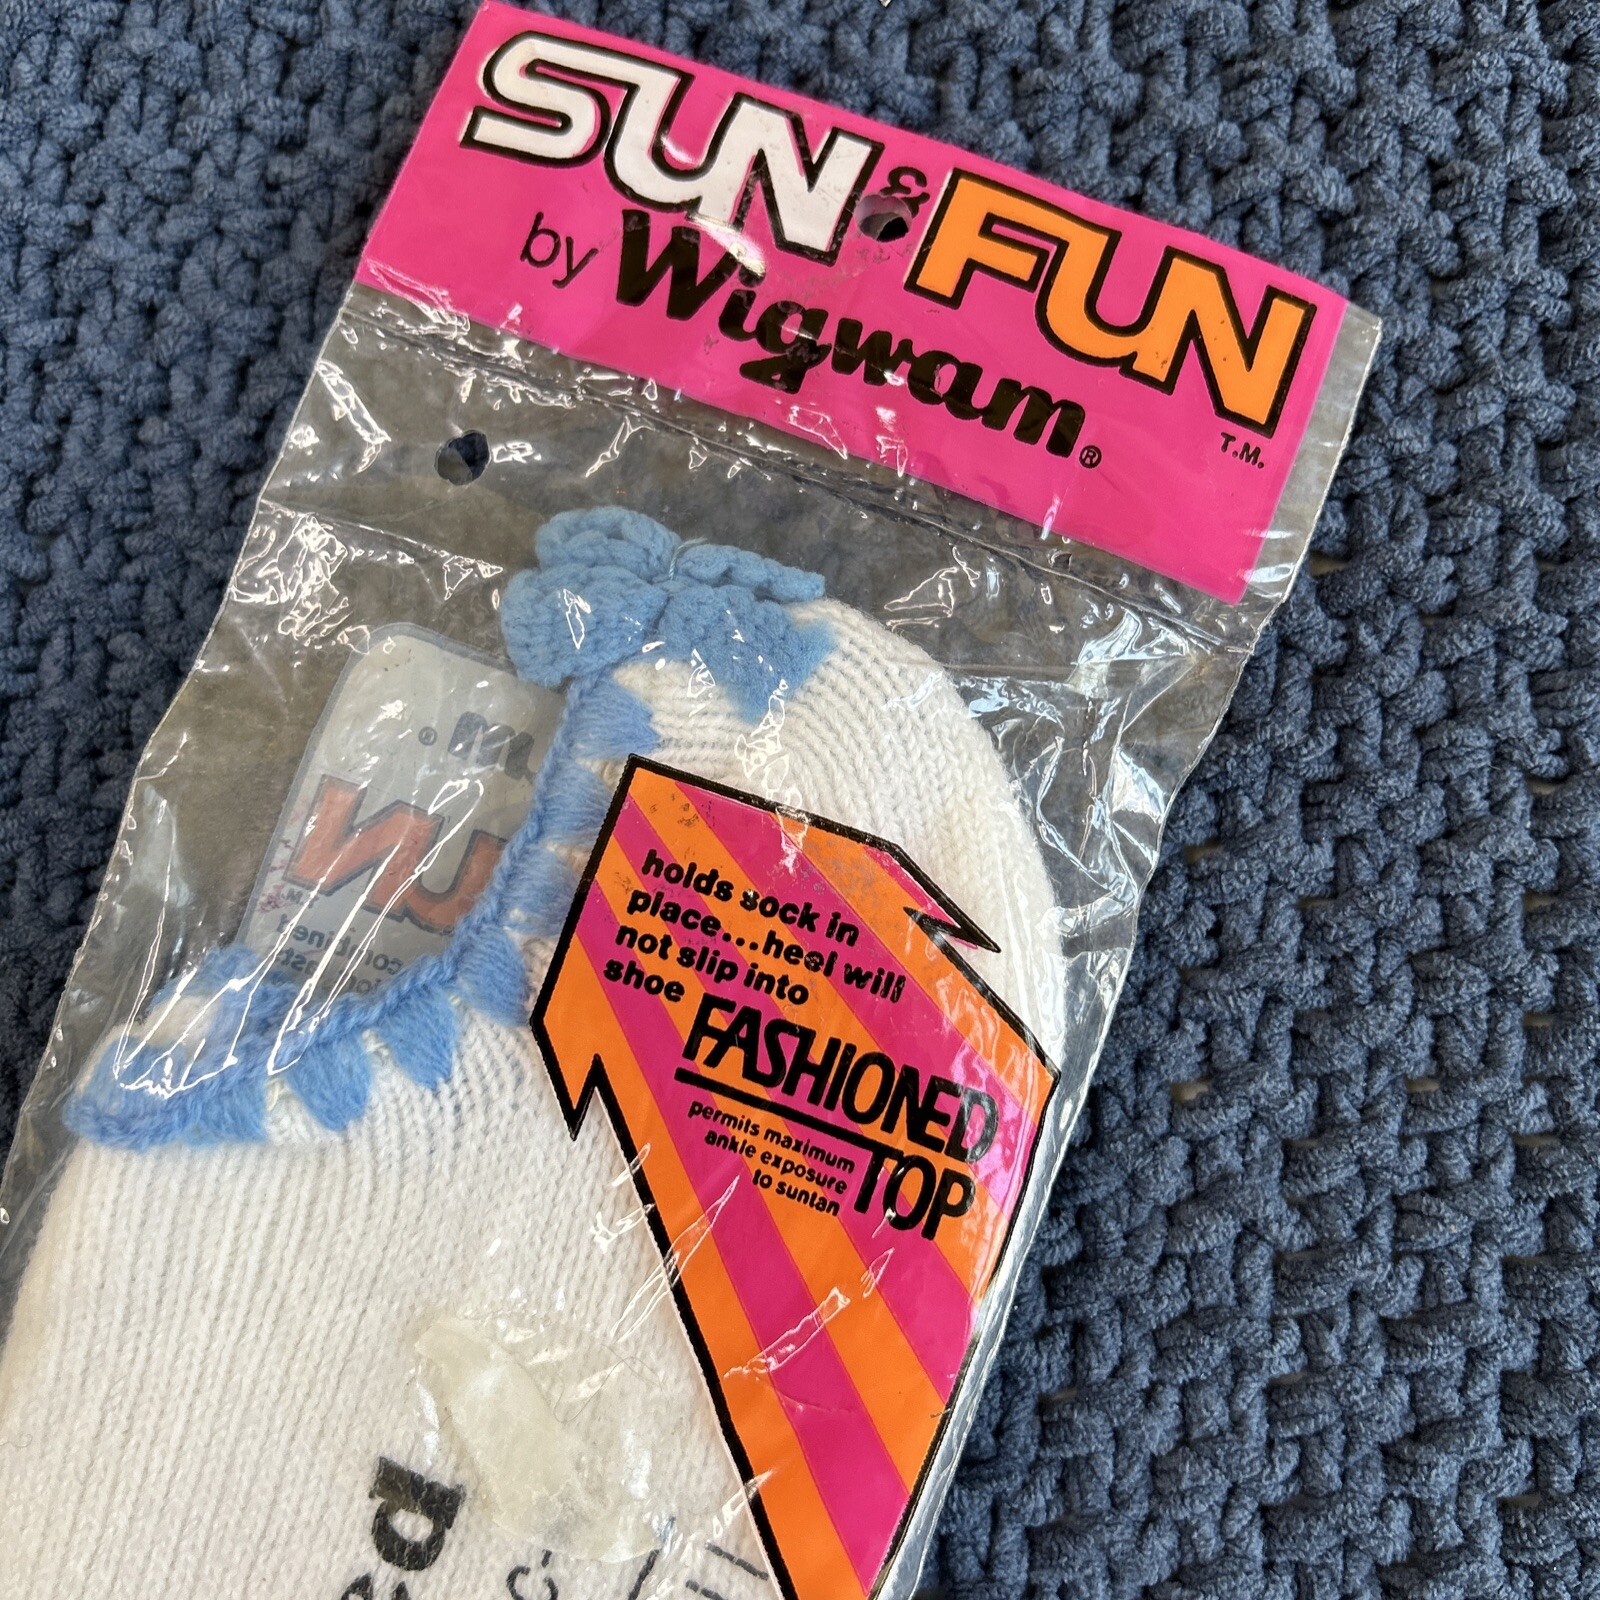 SUN & FUN
T.M.
by Wigwam®
holds sock in
place...heel will
not slip into
shoe
FASHIONED
TOP
permits maximum
ankle exposure
to suntan